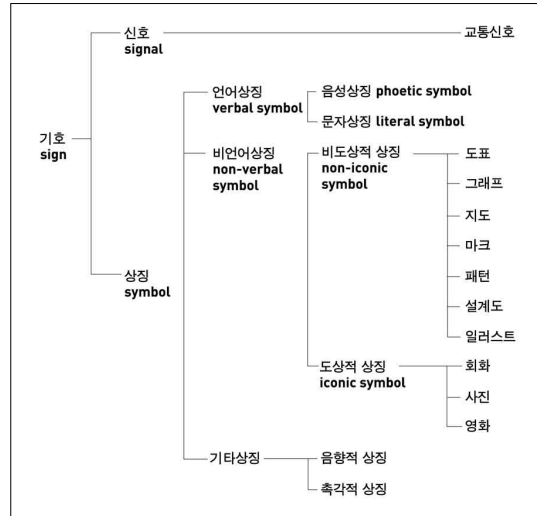 신호
signal
교통신호
언어상징
verbal symbol
음성상징 phoetic symbol
문자상징 literal symbol
기호
sign
비언어상징
non-verbal
symbol
비도상적 상징
non-iconic
symbol
도표
그래프
지도
마크
패턴
설계도
일러스트
상징
symbol
도상적 상징
iconic symbol
회화
사진
영화
기타상징
음향적 상징
촉각적 상징